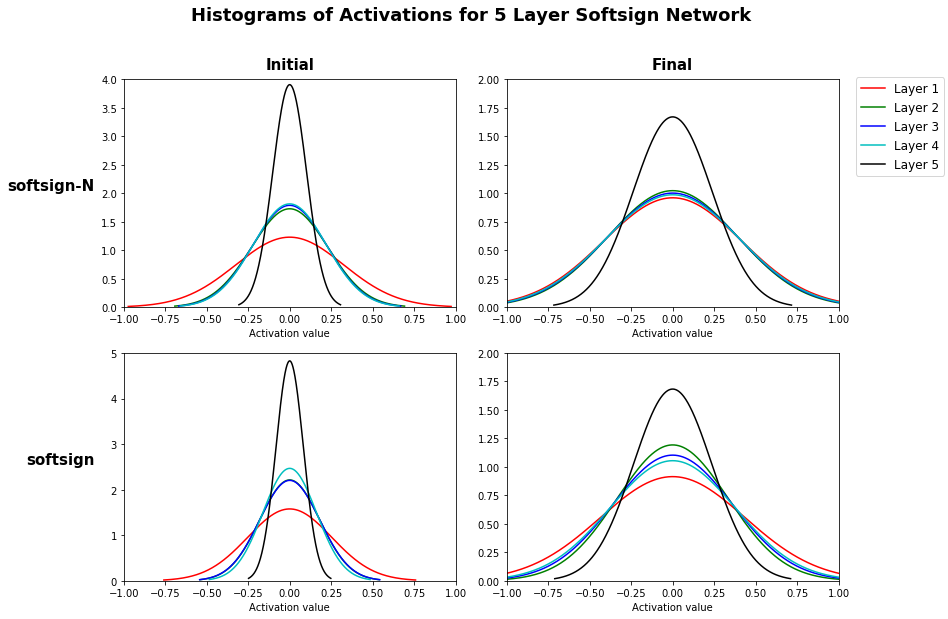 Histograms of Activations for 5 Layer Softsign Network
Initial
Final
softsign-N
4.0
3.5
3.0
2.5
2.0
1.5
1.0
0.5
0.0
−1.00 −0.75 −0.50 −0.25 0.00 0.25 0.50 0.75 1.00
Activation value
2.00
1.75
1.50
1.25
1.00
0.75
0.50
0.25
0.00
−1.00 −0.75 −0.50 −0.25 0.00 0.25 0.50 0.75 1.00
Activation value
Layer 1
Layer 2
Layer 3
Layer 4
Layer 5
softsign
5
4
3
2
1
0
−1.00 −0.75 −0.50 −0.25 0.00 0.25 0.50 0.75 1.00
Activation value
2.00
1.75
1.50
1.25
1.00
0.75
0.50
0.25
0.00
−1.00 −0.75 −0.50 −0.25 0.00 0.25 0.50 0.75 1.00
Activation value